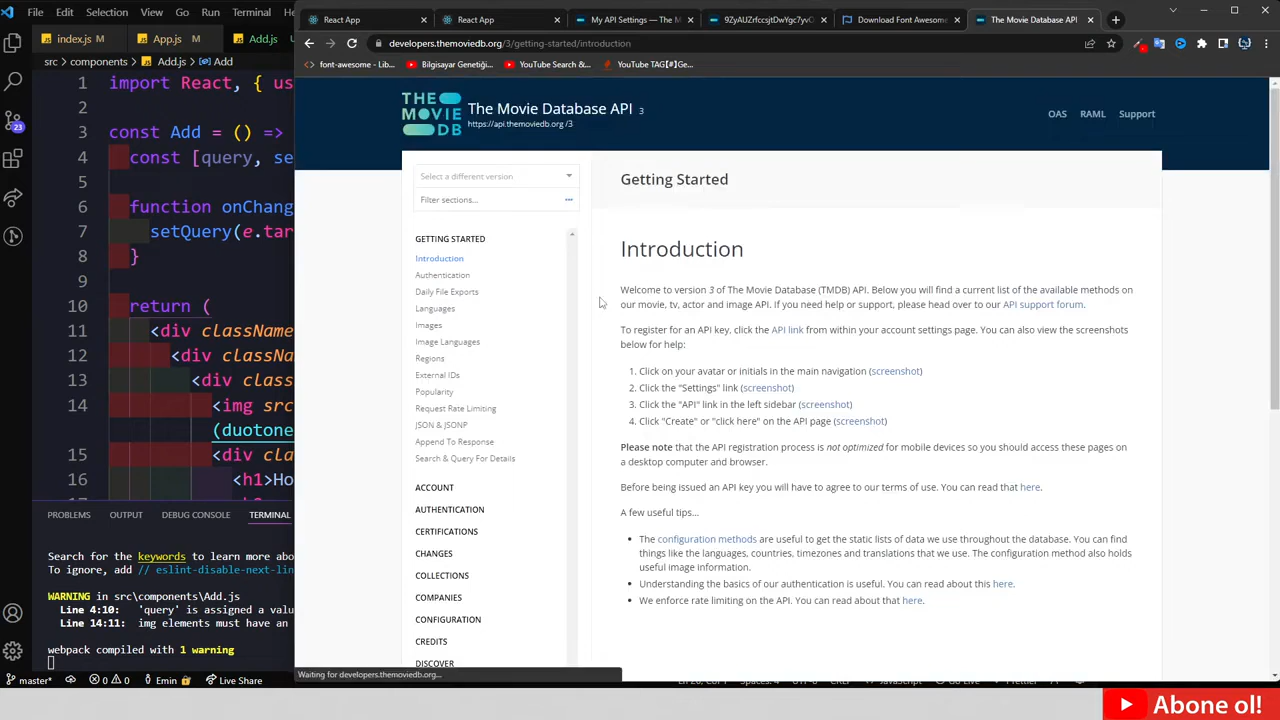 File Edit Selection View Go Run Terminal
React App
React App
My API Settings — The M
9ZyAUZrfccsjtDwYgc7yv
Download Font Awesome
The Movie Database API
developers.themoviedb.org/3/getting-started/introduction
font-awesome - Lib...
Bilgisayar Genetiği...
YouTube Search &...
YouTube TAG【#】Ge...
index.js M
App.js M
Add.js
src > components > Add.js > Add
1 import React, { us
2
3 const Add = () =>
4 const [query, se
5
6 function onChang
7 setQuery(e.tar
8 }
9
10 return (
11 <div className
12 <div classNa
13 <div class
14 <img src
(duotone
15 <div cla
16 <h1>Ho
PROBLEMS OUTPUT DEBUG CONSOLE TERMINAL
Search for the keywords to learn more abo
To ignore, add // eslint-disable-next-lin
WARNING in src\components\Add.js
Line 4:10: 'query' is assigned a valu
Line 14:11: img elements must have an
webpack compiled with 1 warning
23
master* 0 0 Emin Live Share
THE MOVIE DB
The Movie Database API 3
https://api.themoviedb.org /3
OAS RAML Support
Select a different version
Filter sections...
GETTING STARTED
Introduction
Authentication
Daily File Exports
Languages
Images
Image Languages
Regions
External IDs
Popularity
Request Rate Limiting
JSON & JSONP
Append To Response
Search & Query For Details
ACCOUNT
AUTHENTICATION
CERTIFICATIONS
CHANGES
COLLECTIONS
COMPANIES
CONFIGURATION
CREDITS
DISCOVER
Getting Started
Introduction
Welcome to version 3 of The Movie Database (TMDB) API. Below you will find a current list of the available methods on
our movie, tv, actor and image API. If you need help or support, please head over to our API support forum.
To register for an API key, click the API link from within your account settings page. You can also view the screenshots
below for help:
1. Click on your avatar or initials in the main navigation (screenshot)
2. Click the "Settings" link (screenshot)
3. Click the "API" link in the left sidebar (screenshot)
4. Click "Create" or "click here" on the API page (screenshot)
Please note that the API registration process is not optimized for mobile devices so you should access these pages on
a desktop computer and browser.
Before being issued an API key you will have to agree to our terms of use. You can read that here.
A few useful tips...
The configuration methods are useful to get the static lists of data we use throughout the database. You can find
things like the languages, countries, timezones and translations that we use. The configuration method also holds
useful image information.
Understanding the basics of our authentication is useful. You can read about this here.
We enforce rate limiting on the API. You can read about that here.
Waiting for developers.themoviedb.org...
Abone ol!